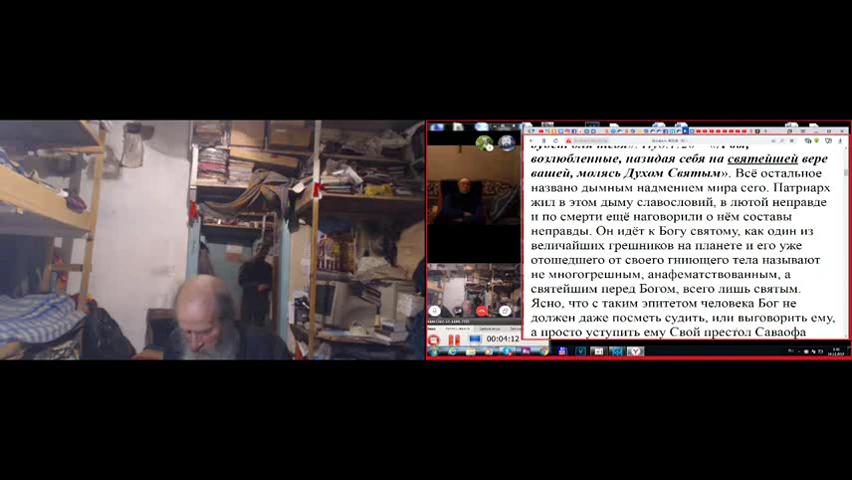 возлюбленные, назидая себя на святейшей вере
вашей, молясь Духом Святым». Всё остальное
названо дымным надмением мира сего. Патриарх
жил в этом дыму славословий, в лютой неправде
и по смерти ещё наговорили о нём составы
неправды. Он идёт к Богу святому, как один из
величайших грешников на планете и его уже
отошедшего от своего гниющего тела называют
не многогрешным, анафематствованным, а
святейшим перед Богом, всего лишь святым.
Ясно, что с таким эпитетом человека Бог не
должен даже посметь судить, или выговорить ему,
а просто уступить ему Свой престол Саваофа
00:04:12